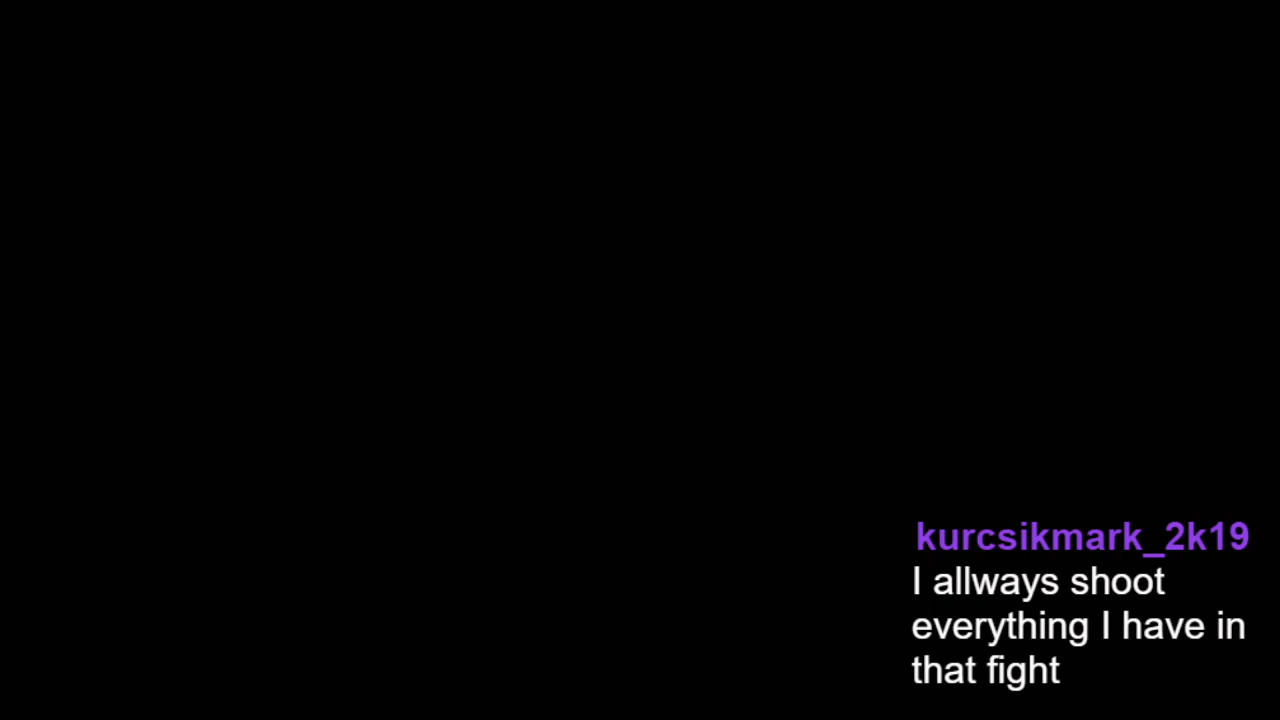 kurcsikmark_2k19
I allways shoot
everything I have in
that fight